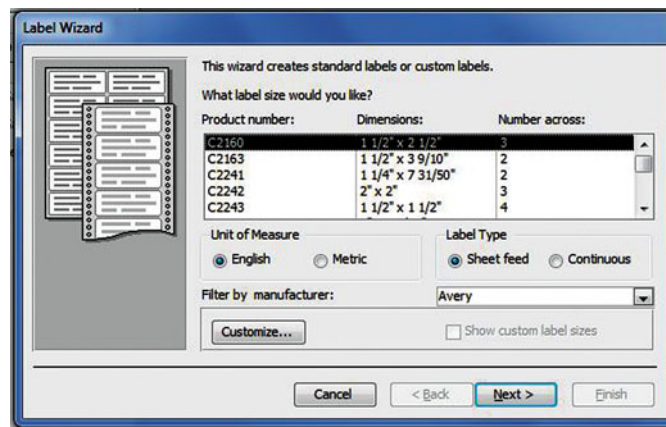 Label Wizard
This wizard creates standard labels or custom labels.
What label size would you like?
Product number: Dimensions: Number across:
C2160 1 1/2" x 2 1/2" 3
C2163 1 1/2" x 3 9/10" 2
C2241 1 1/4" x 7 31/50" 2
C2242 2" x 2" 3
C2243 1 1/2" x 1 1/2" 4
Unit of Measure Label Type
English Metric Sheet feed Continuous
Filter by manufacturer: Avery
Customize... Show custom label sizes
Cancel < Back Next > Finish